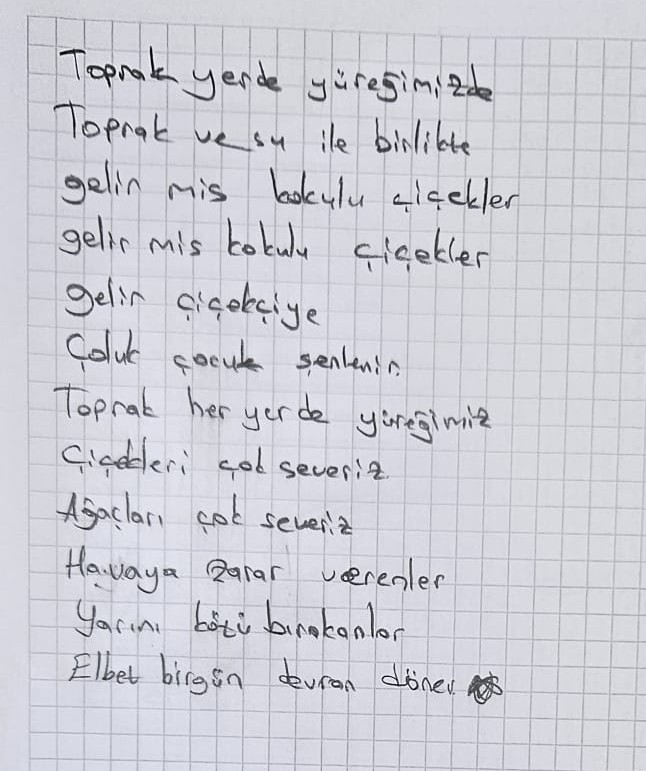 Toprak yerde yüreğimizde
Toprak ve su ile birlikte
gelin mis kokulu çiçekler
gelin mis kokulu çiçekler
gelin çiçekçiye
Çoluk çocuk şenlenin
Toprak her yerde yüreğimiz
Çiçekleri çok severiz.
Ağaçları çok severiz
Havaya zarar verenler
Yarını kötü bırakanlar
Elbet birgün devran döner